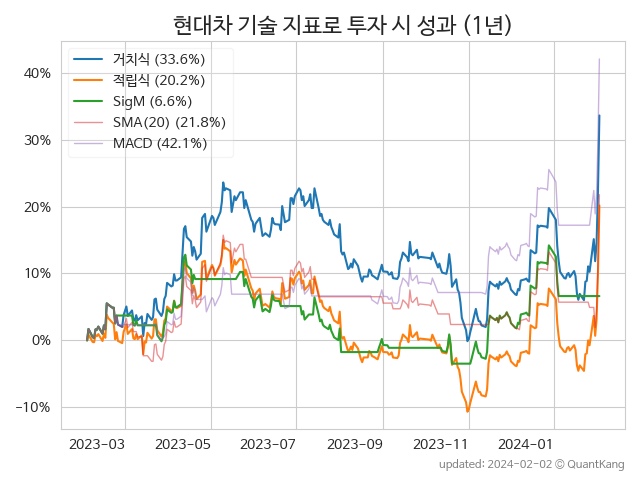 현대차 기술 지표로 투자 시 성과 (1년)
거치식 (33.6%)
적립식 (20.2%)
SigM (6.6%)
SMA(20) (21.8%)
MACD (42.1%)
40%
30%
20%
10%
0%
−10%
2023-03 2023-05 2023-07 2023-09 2023-11 2024-01
updated: 2024-02-02 © QuantKang